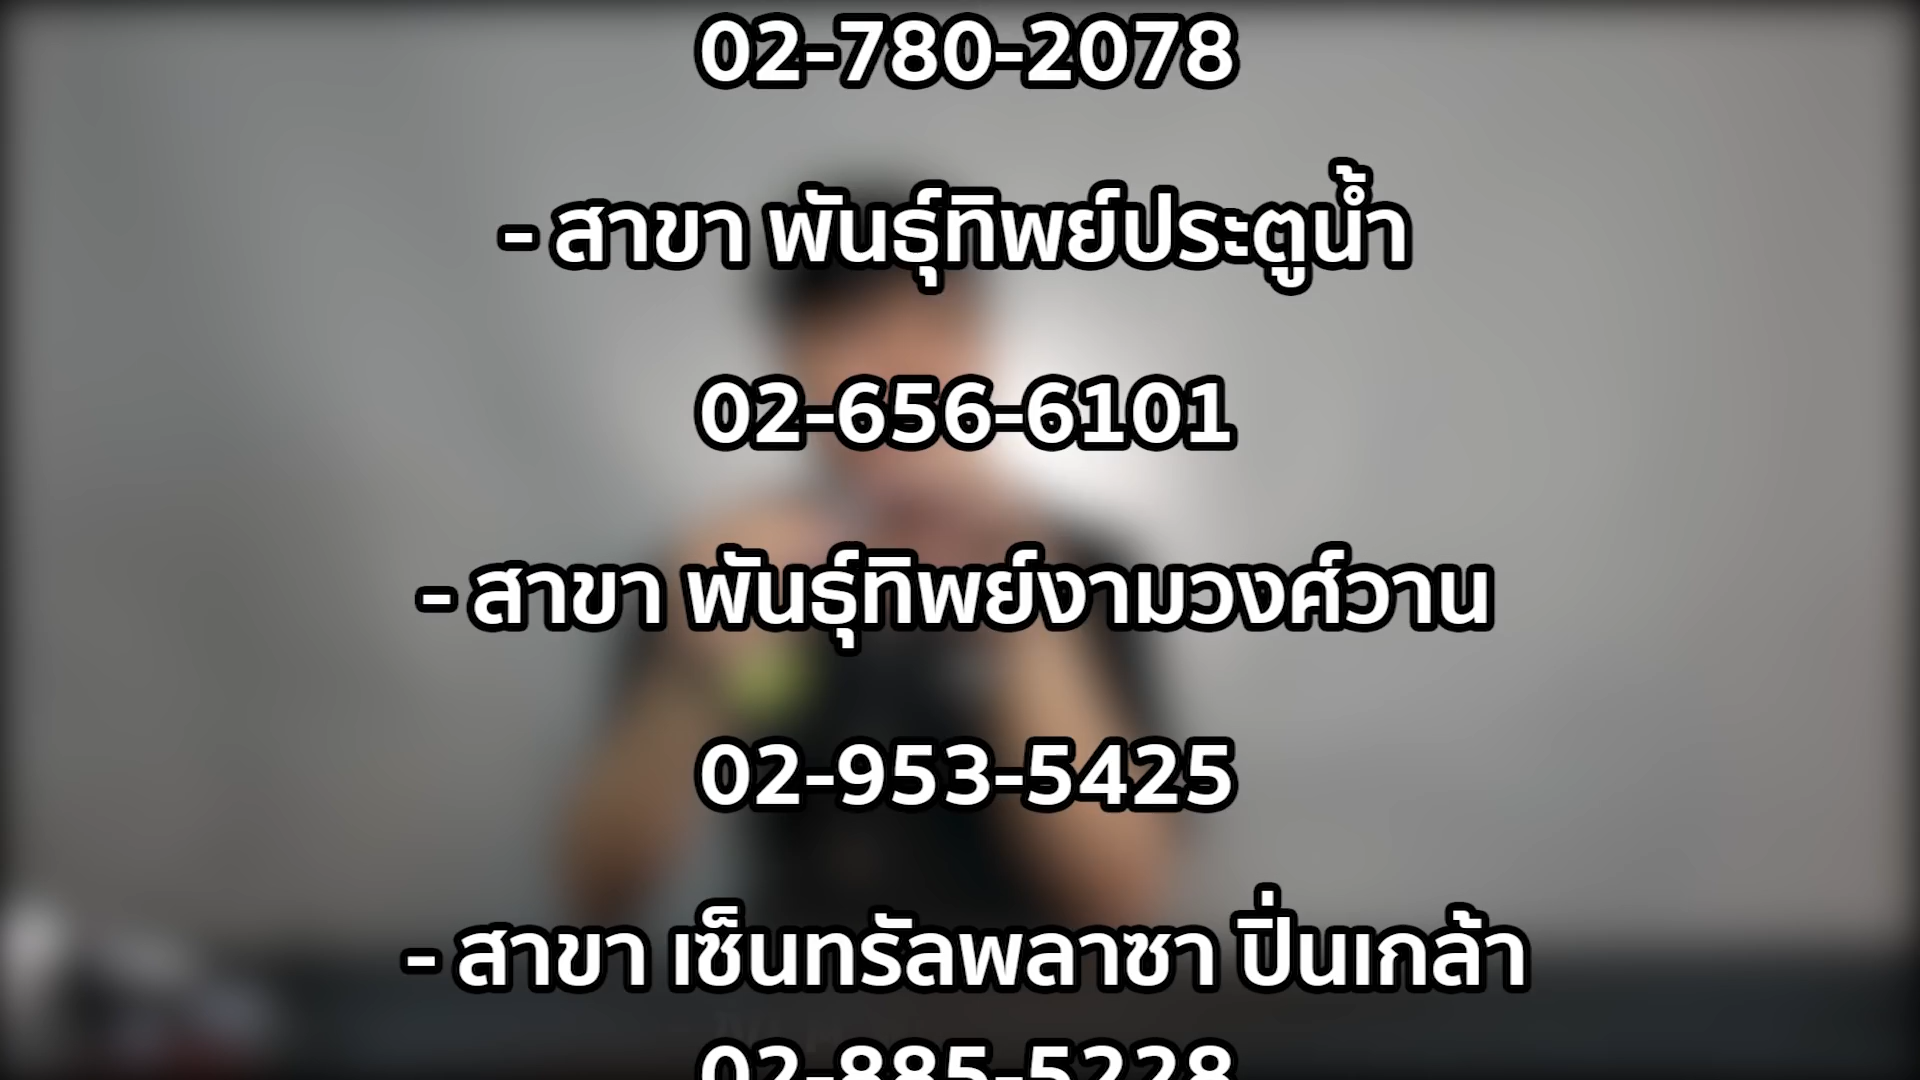 02-780-2078
- สาขา พันธุ์ทิพย์ประตูน้ำ
02-656-6101
- สาขา พันธุ์ทิพย์งามวงศ์วาน
02-953-5425
- สาขา เซ็นทรัลพลาซา ปิ่นเกล้า
02-885-5228